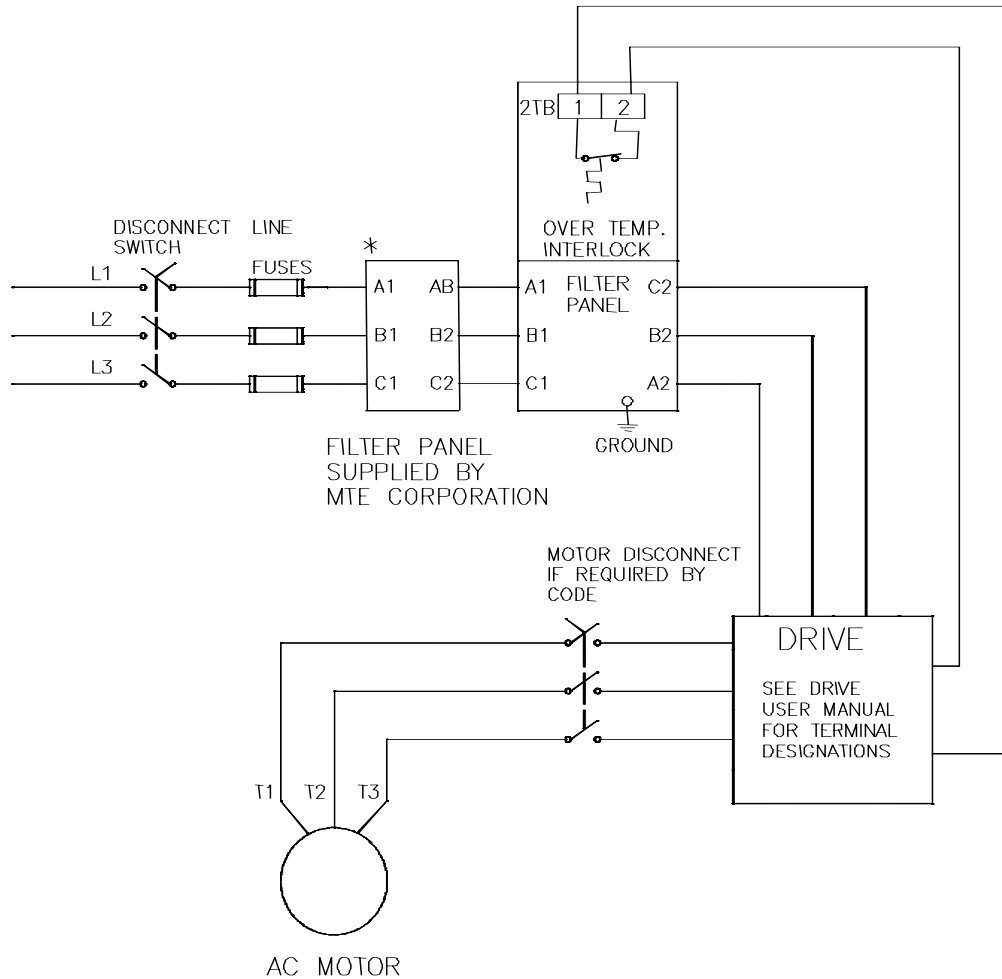 2TB 1 2
OVER TEMP.
INTERLOCK
DISCONNECT LINE
SWITCH
FUSES
*
L1
L2
L3
A1 AB
B1 B2
C1 C2
FILTER
PANEL
A1 C2
B1 B2
C1 A2
GROUND
FILTER PANEL
SUPPLIED BY
MTE CORPORATION
MOTOR DISCONNECT
IF REQUIRED BY
CODE
DRIVE
SEE DRIVE
USER MANUAL
FOR TERMINAL
DESIGNATIONS
T1 T2 T3
AC MOTOR